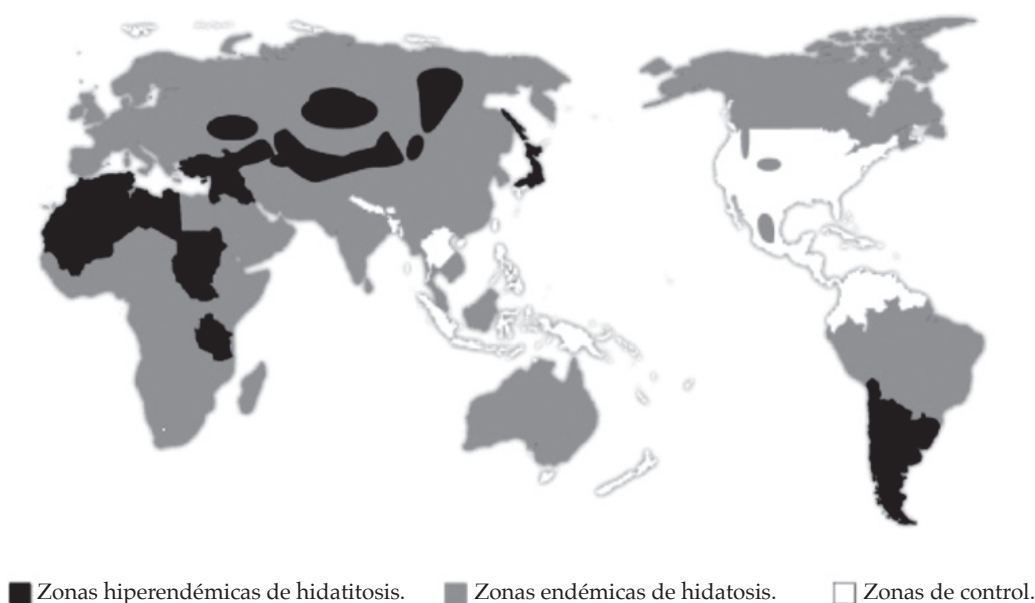 Zonas hiperendémicas de hidatitosis. Zonas endémicas de hidatosis. Zonas de control.